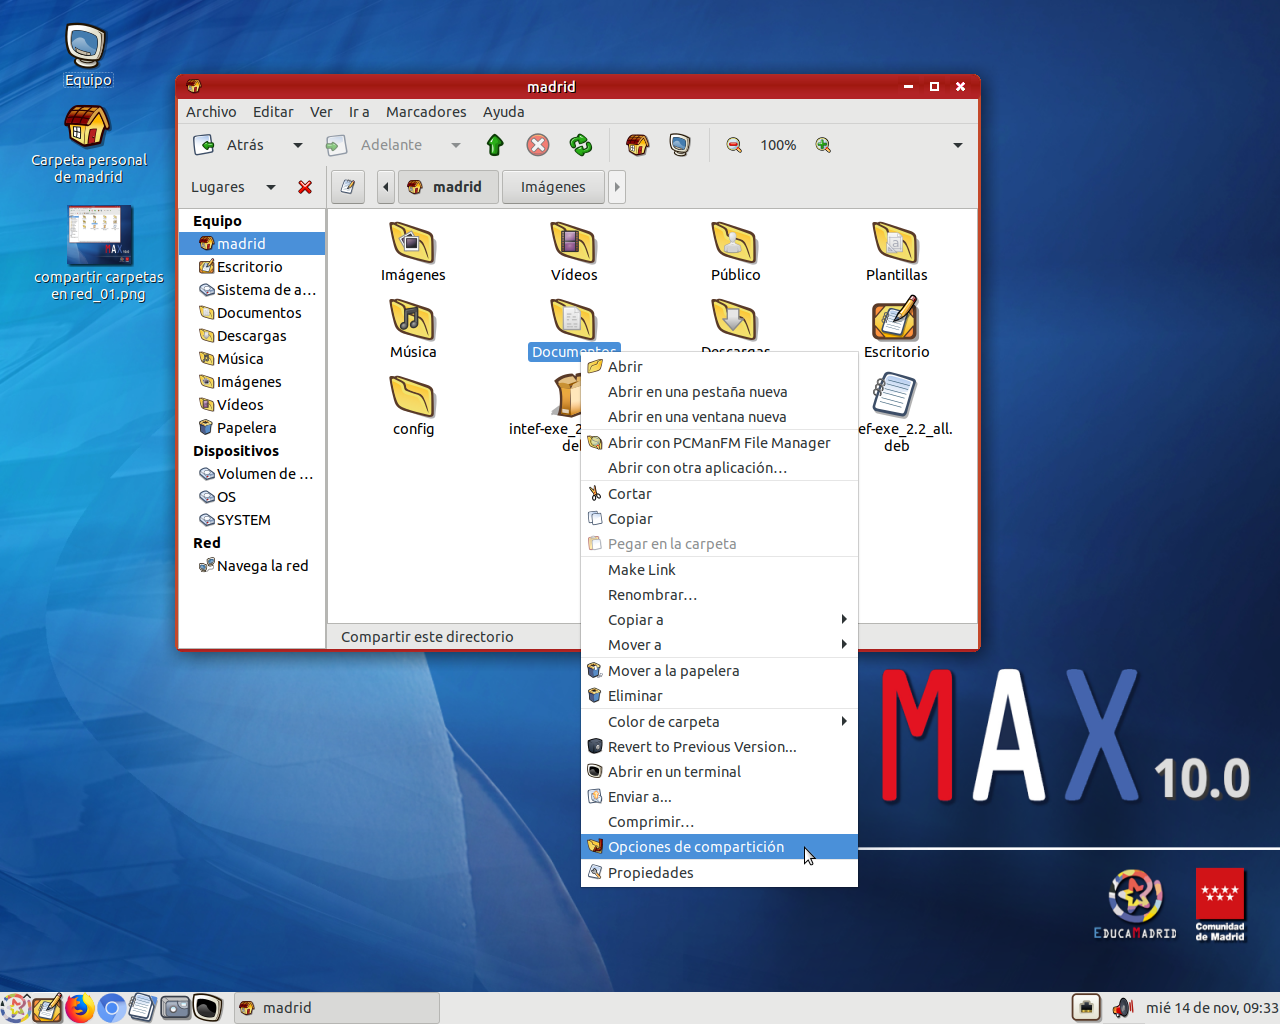 Equipo
Carpeta personal
de madrid
compartir carpetas
en red_01.png
madrid
Archivo Editar Ver Ir a Marcadores Ayuda
Atrás Adelante 100%
Lugares madrid Imágenes
Equipo
madrid
Escritorio
Sistema de a...
Documentos
Descargas
Música
Imágenes
Vídeos
Papelera
Dispositivos
Volumen de ...
OS
SYSTEM
Red
Navega la red
Imágenes Vídeos Público Plantillas
Música Documentos Descargas Escritorio
config intef-exe_2 ef-exe_2.2_all.
deb
Compartir este directorio
Abrir
Abrir en una pestaña nueva
Abrir en una ventana nueva
Abrir con PCManFM File Manager
Abrir con otra aplicación...
Cortar
Copiar
Pegar en la carpeta
Make Link
Renombrar...
Copiar a
Mover a
Mover a la papelera
Eliminar
Color de carpeta
Revert to Previous Version...
Abrir en un terminal
Enviar a...
Comprimir...
Opciones de compartición
Propiedades
MAX 10.0
EDUCAMADRID
Comunidad
de Madrid
madrid
mié 14 de nov, 09:33